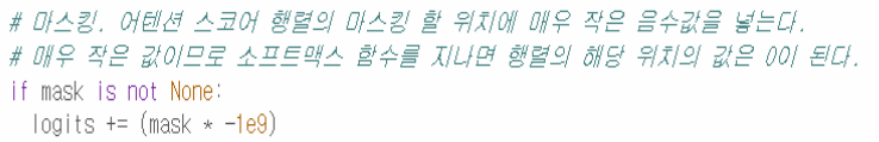 # 마스킹. 어텐션 스코어 행렬의 마스킹 할 위치에 매우 작은 음수값을 넣는다.
# 매우 작은 값이므로 소프트맥스 함수를 지나면 행렬의 해당 위치의 값은 0이 된다.
if mask is not None:
  logits += (mask * -1e9)